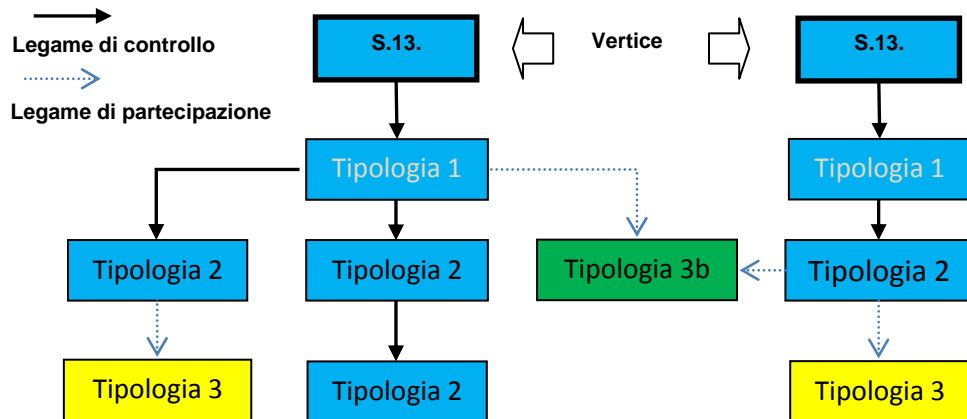 Legame di controllo
Legame di partecipazione
S.13.
Vertice
S.13.
Tipologia 1
Tipologia 1
Tipologia 2
Tipologia 2
Tipologia 3b
Tipologia 2
Tipologia 3
Tipologia 2
Tipologia 3